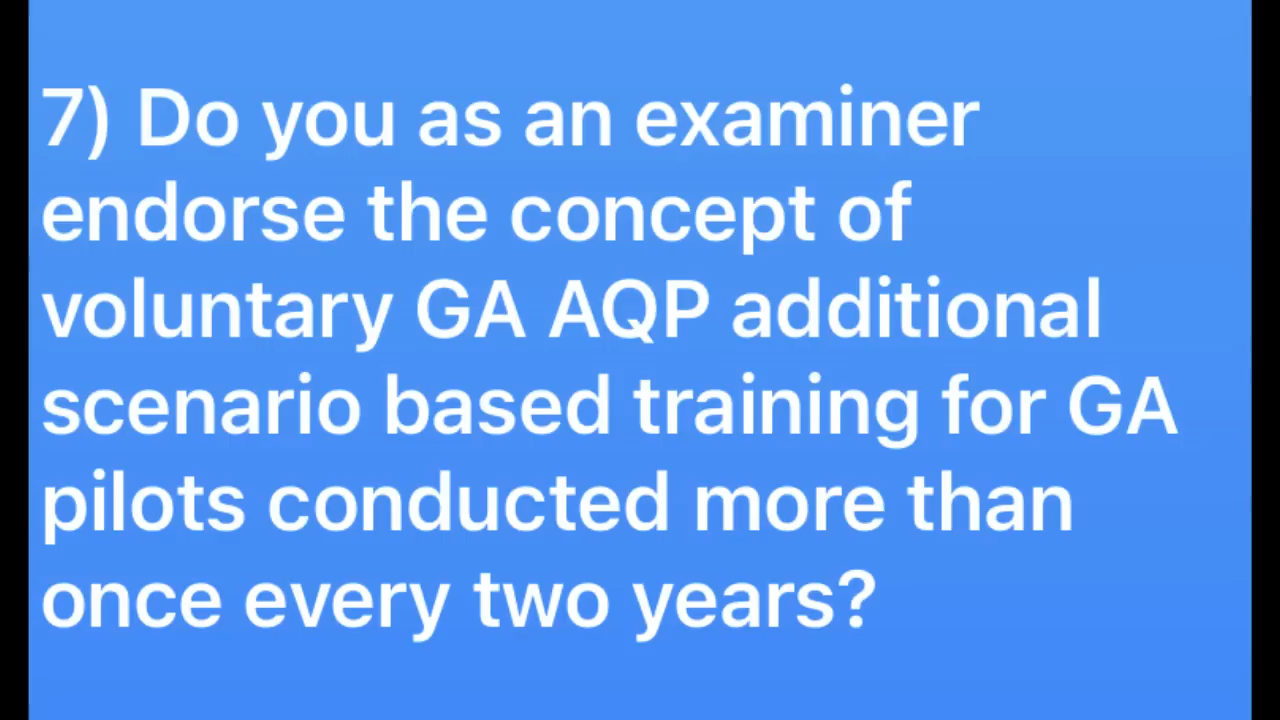 7) Do you as an examiner
endorse the concept of
voluntary GA AQP additional
scenario based training for GA
pilots conducted more than
once every two years?